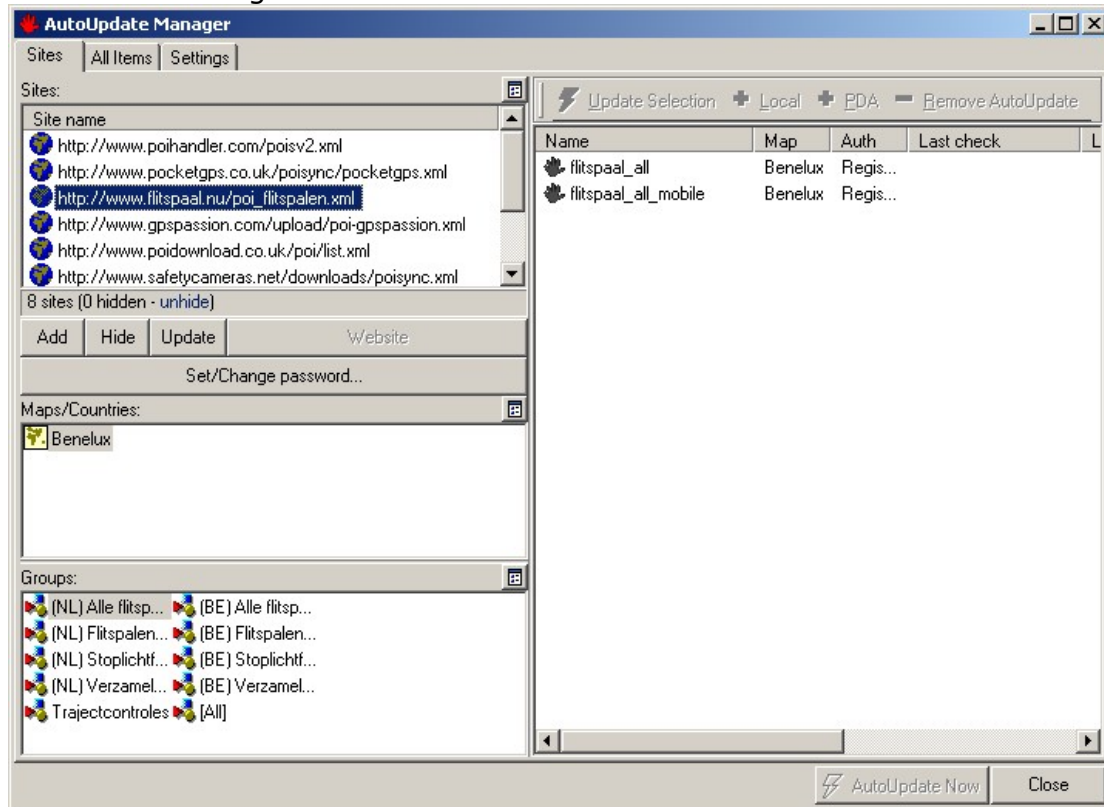 AutoUpdate Manager
Sites All Items Settings
Sites:
Site name
http://www.poihandler.com/poisv2.xml
http://www.pocketgps.co.uk/poisync/pocketgps.xml
http://www.flitspaal.nu/poi_flitspalen.xml
http://www.gpspassion.com/upload/poi-gpspassion.xml
http://www.poidownload.co.uk/poi/list.xml
http://www.safetycameras.net/downloads/poisync.xml
8 sites (0 hidden - unhide)
Add Hide Update Website
Set/Change password...
Maps/Countries:
Benelux
Groups:
(NL) Alle flitsp... (BE) Alle flitsp...
(NL) Flitspalen... (BE) Flitspalen...
(NL) Stoplichtf... (BE) Stoplichtf...
(NL) Verzamel... (BE) Verzamel...
Trajectcontroles [All]
Update Selection Local PDA Remove AutoUpdate
Name Map Auth Last check L
flitspaal_all Benelux Regis...
flitspaal_all_mobile Benelux Regis...
AutoUpdate Now Close